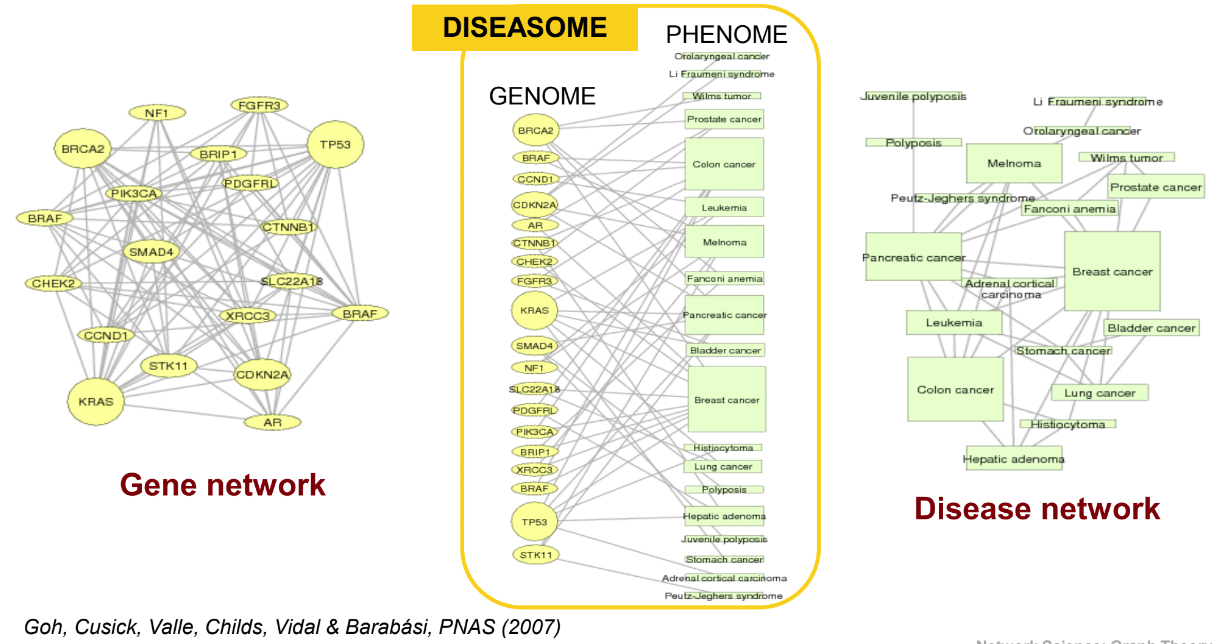 DISEASOME
PHENOME
GENOME
Orolaryngeal cancer
Li Fraumeni syndrome
Wilms tumor
Prostate cancer
Colon cancer
Leukemia
Melnoma
Fanconi anemia
Pancreatic cancer
Bladder cancer
Breast cancer
Histiocytoma
Lung cancer
Polyposis
Hepatic adenoma
Juvenile polyposis
Stomach cancer
Adrenal cortical carcinoma
Peutz-Jeghers syndrome
BRCA2
BRAF
CCND1
CDKN2A
AR
CTNNB1
CHEK2
FGFR3
KRAS
SMAD4
NF1
SLC22A18
PDGFRL
PIK3CA
BRIP1
XRCC3
BRAF
TP53
STK11
NF1
FGFR3
BRCA2
BRIP1
TP53
PIK3CA
PDGFRL
BRAF
CTNNB1
SMAD4
CHEK2
SLC22A18
XRCC3
BRAF
CCND1
STK11
CDKN2A
KRAS
AR
Gene network
Juvenile polyposis
Li Fraumeni syndrome
Orolaryngeal cancer
Polyposis
Melnoma
Wilms tumor
Prostate cancer
Peutz-Jeghers syndrome
Fanconi anemia
Pancreatic cancer
Breast cancer
Adrenal cortical
carcinoma
Leukemia
Bladder cancer
Stomach cancer
Colon cancer
Lung cancer
Histiocytoma
Hepatic adenoma
Disease network
Goh, Cusick, Valle, Childs, Vidal & Barabási, PNAS (2007)
Network Science: Graph Theory